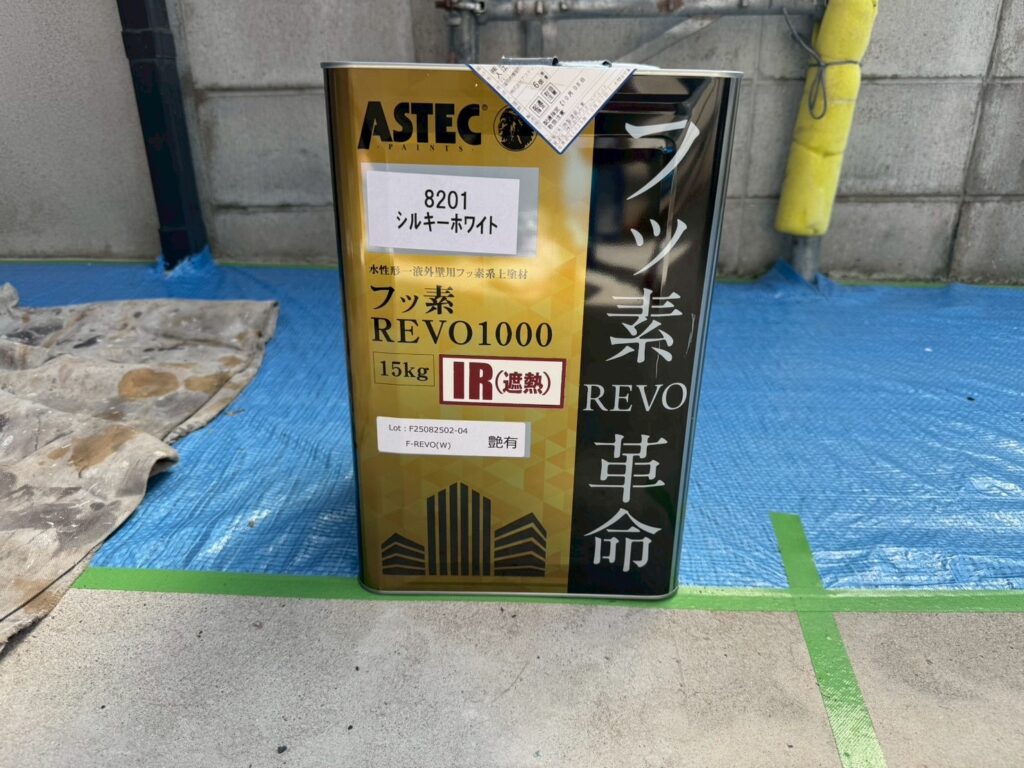 ASTEC
PAINTS
8201
シルキーホワイト
水性形一液外壁用フッ素系上塗材
フッ素
REVO1000
15kg
IR(遮熱)
Lot : F25082502-04
F-REVO(W)
艶有
フッ素
REVO
革命